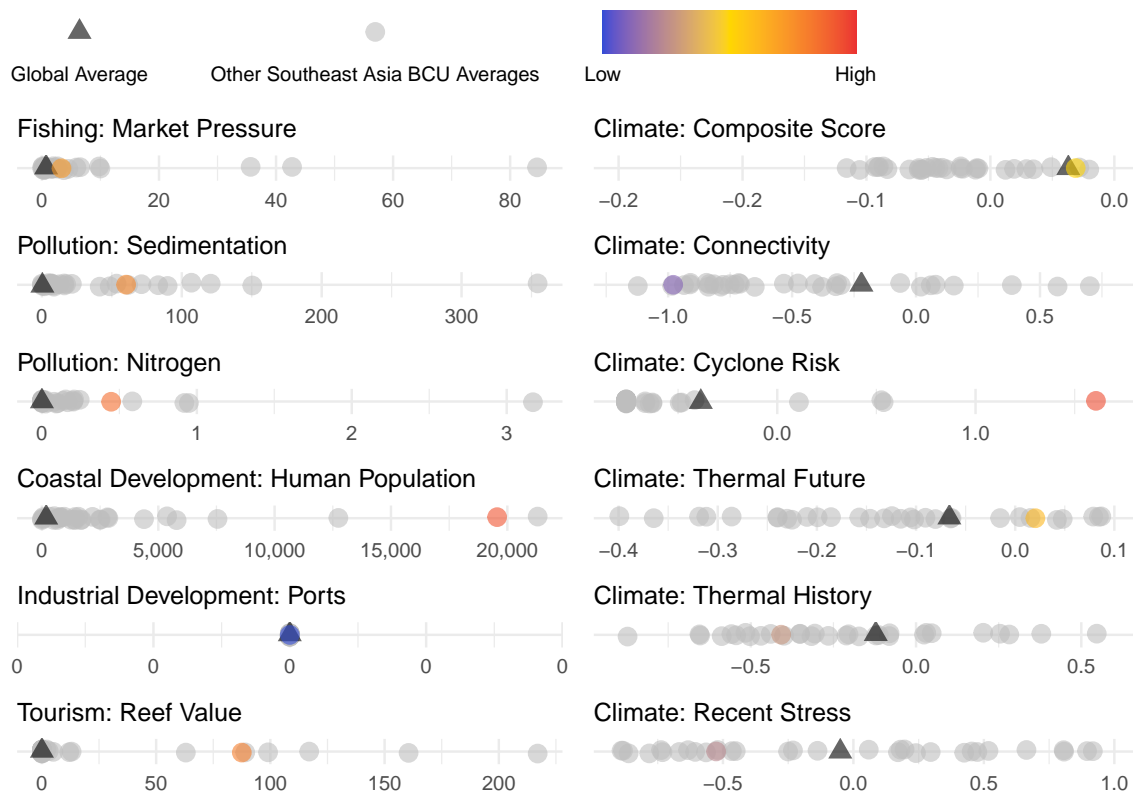 Global Average
Other Southeast Asia BCU Averages
Low
High
Fishing: Market Pressure
0 20 40 60 80
Pollution: Sedimentation
0 100 200 300
Pollution: Nitrogen
0 1 2 3
Coastal Development: Human Population
0 5,000 10,000 15,000 20,000
Industrial Development: Ports
0 0 0 0 0
Tourism: Reef Value
0 50 100 150 200
Climate: Composite Score
−0.2 −0.2 −0.1 0.0 0.0
Climate: Connectivity
−1.0 −0.5 0.0 0.5
Climate: Cyclone Risk
0.0 1.0
Climate: Thermal Future
−0.4 −0.3 −0.2 −0.1 0.0 0.1
Climate: Thermal History
−0.5 0.0 0.5
Climate: Recent Stress
−0.5 0.0 0.5 1.0